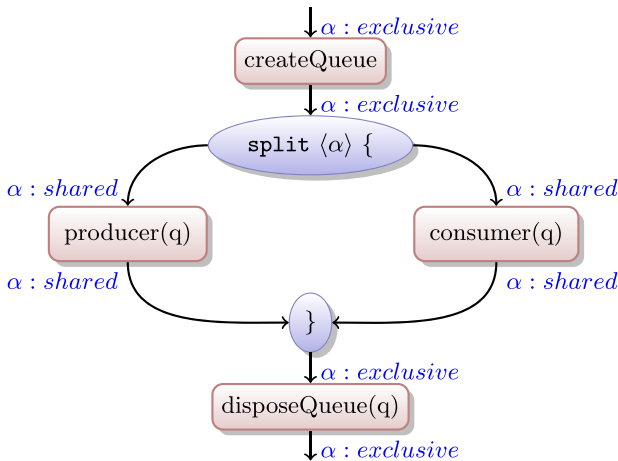 α : exclusive
createQueue
α : exclusive
split ⟨α⟩ {
α : shared
α : shared
producer(q)
consumer(q)
α : shared
α : shared
}
α : exclusive
disposeQueue(q)
α : exclusive